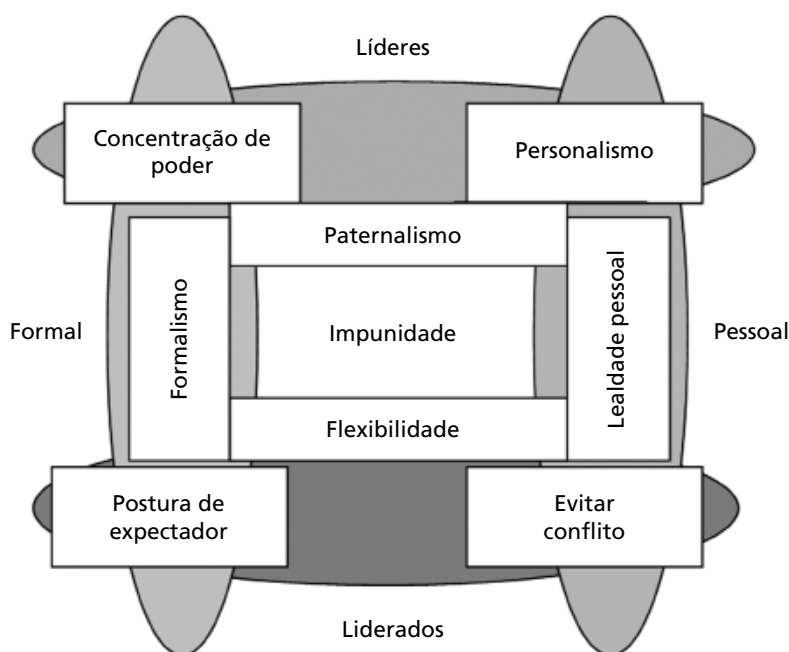 Líderes
Concentração de
poder
Personalismo
Paternalismo
Formal
Formalismo
Impunidade
Lealdade pessoal
Pessoal
Flexibilidade
Postura de
expectador
Evitar
conflito
Liderados